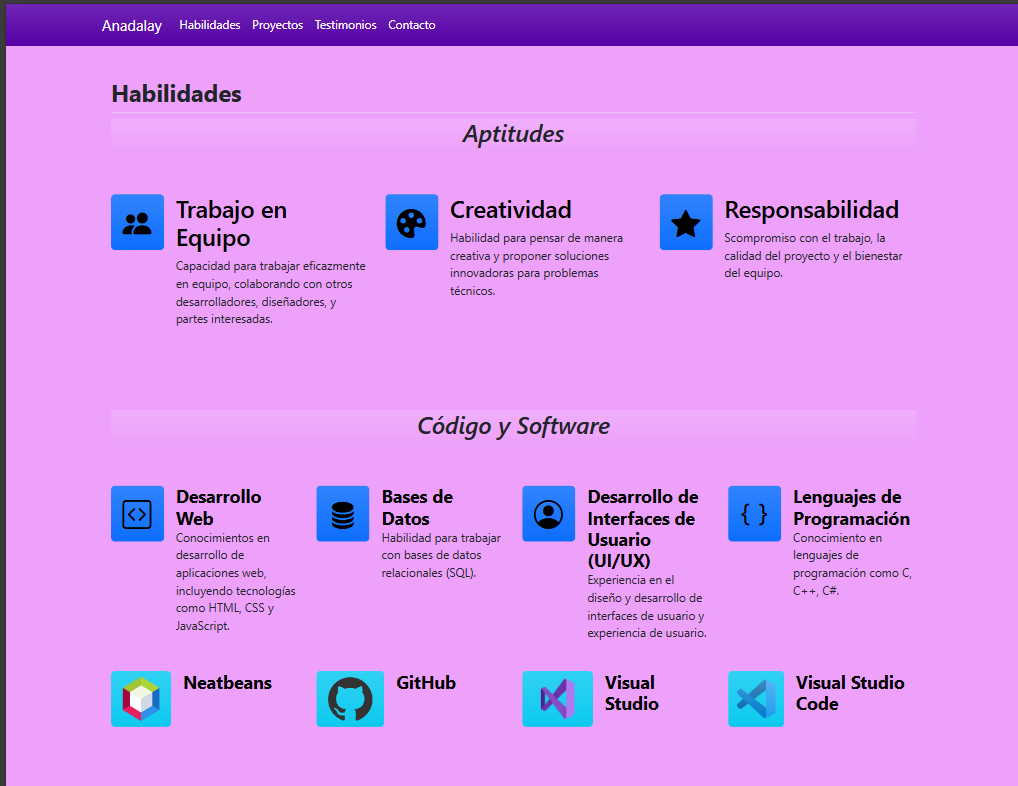 Anadalay Habilidades Proyectos Testimonios Contacto
Habilidades
Aptitudes
Trabajo en
Equipo
Capacidad para trabajar eficazmente
en equipo, colaborando con otros
desarrolladores, diseñadores, y
partes interesadas.
Creatividad
Habilidad para pensar de manera
creativa y proponer soluciones
innovadoras para problemas
técnicos.
Responsabilidad
Scompromiso con el trabajo, la
calidad del proyecto y el bienestar
del equipo.
Código y Software
Desarrollo
Web
Conocimientos en
desarrollo de
aplicaciones web,
incluyendo tecnologías
como HTML, CSS y
JavaScript.
Bases de
Datos
Habilidad para trabajar
con bases de datos
relacionales (SQL).
Desarrollo de
Interfaces de
Usuario
(UI/UX)
Experiencia en el
diseño y desarrollo de
interfaces de usuario y
experiencia de usuario.
Lenguajes de
Programación
Conocimiento en
lenguajes de
programación como C,
C++, C#.
Neatbeans
GitHub
Visual
Studio
Visual Studio
Code